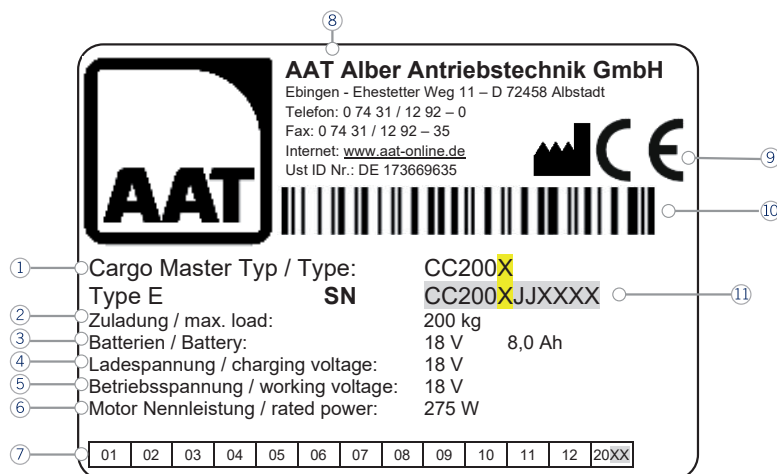 ⑧
AAT Alber Antriebstechnik GmbH
Ebingen - Ehestetter Weg 11 – D 72458 Albstadt
Telefon: 0 74 31 / 12 92 – 0
Fax: 0 74 31 / 12 92 – 35
Internet: www.aat-online.de
Ust ID Nr.: DE 173669635
AAT
CE
⑨
⑩
① Cargo Master Typ / Type: CC200X
Type E SN CC200XJJXXXX ⑪
② Zuladung / max. load: 200 kg
③ Batterien / Battery: 18 V 8,0 Ah
④ Ladespannung / charging voltage: 18 V
⑤ Betriebsspannung / working voltage: 18 V
⑥ Motor Nennleistung / rated power: 275 W
⑦ 01 02 03 04 05 06 07 08 09 10 11 12 20XX